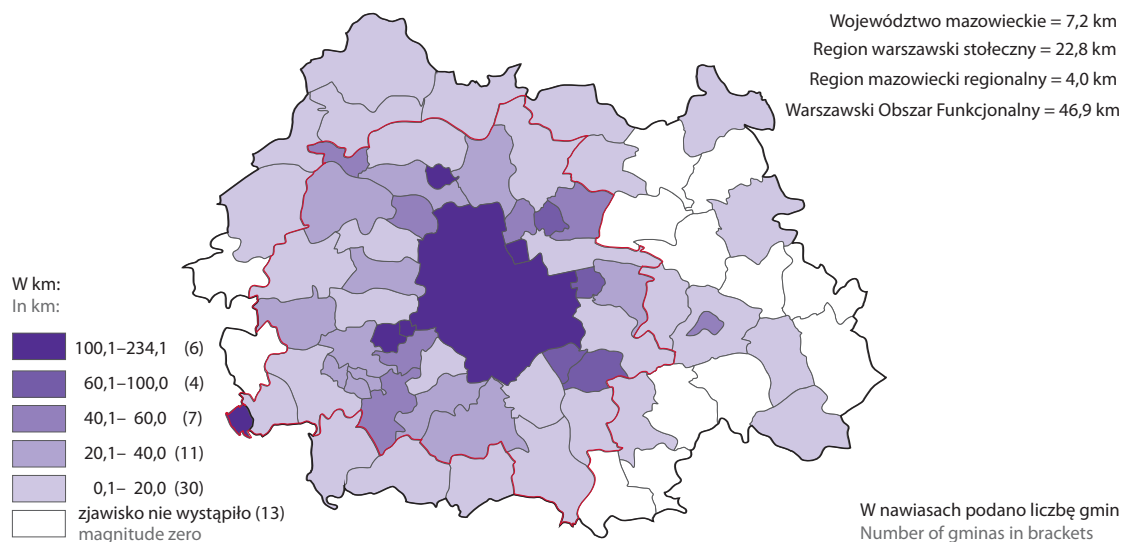 Województwo mazowieckie = 7,2 km
Region warszawski stołeczny = 22,8 km
Region mazowiecki regionalny = 4,0 km
Warszawski Obszar Funkcjonalny = 46,9 km
W km:
In km:
100,1–234,1 (6)
60,1–100,0 (4)
40,1– 60,0 (7)
20,1– 40,0 (11)
0,1– 20,0 (30)
zjawisko nie wystąpiło (13)
magnitude zero
W nawiasach podano liczbę gmin
Number of gminas in brackets